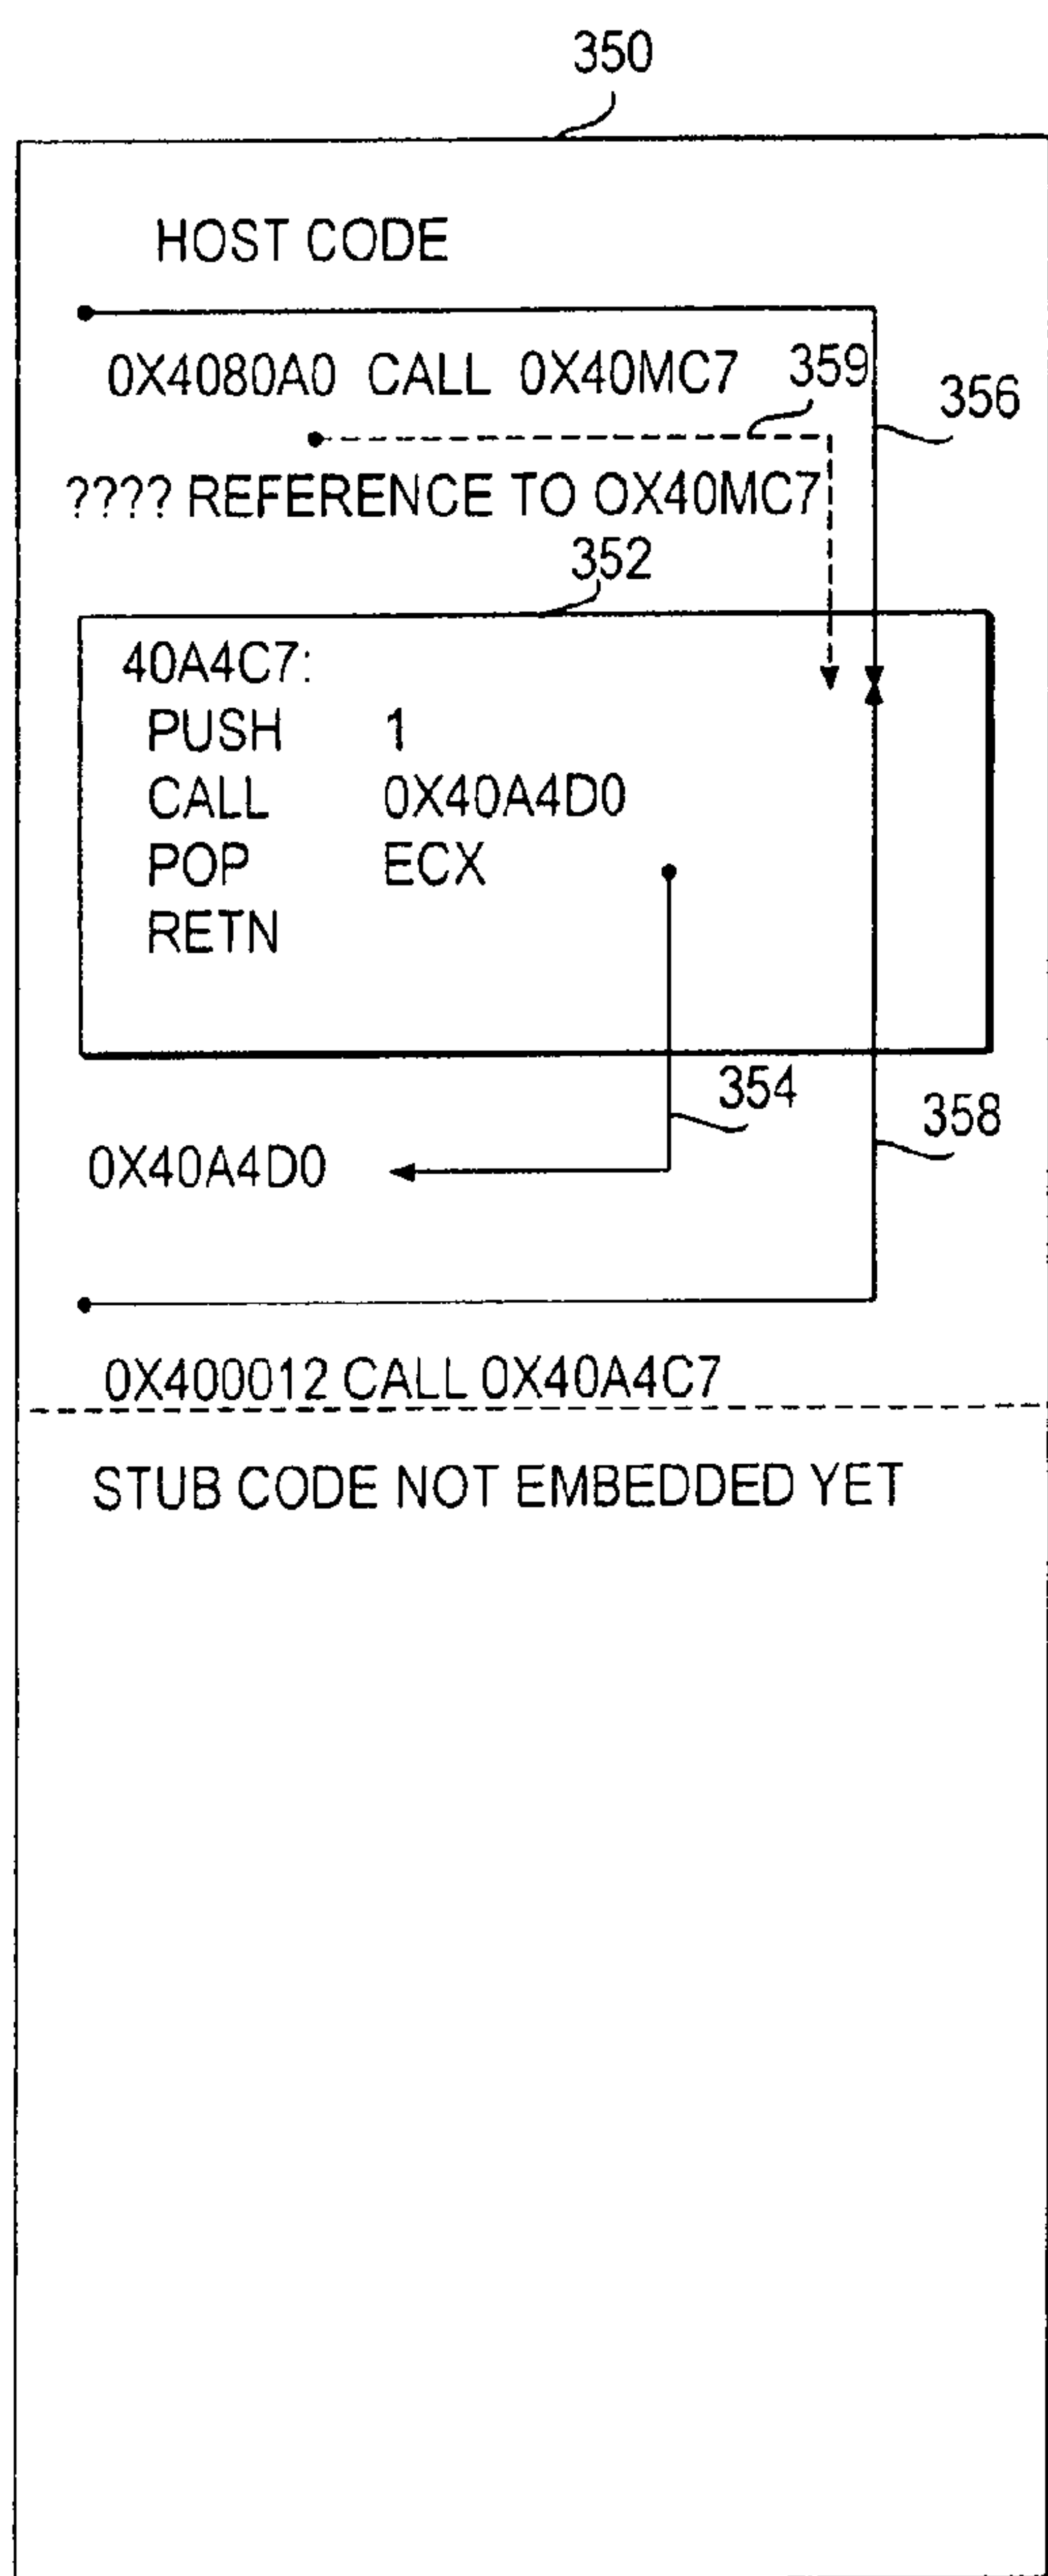 350
HOST CODE
0X4080A0 CALL 0X40MC7 359
356
???? REFERENCE TO OX40MC7
352
40A4C7:
PUSH 1
CALL 0X40A4D0
POP ECX
RETN
354
358
0X40A4D0
0X400012 CALL 0X40A4C7
STUB CODE NOT EMBEDDED YET